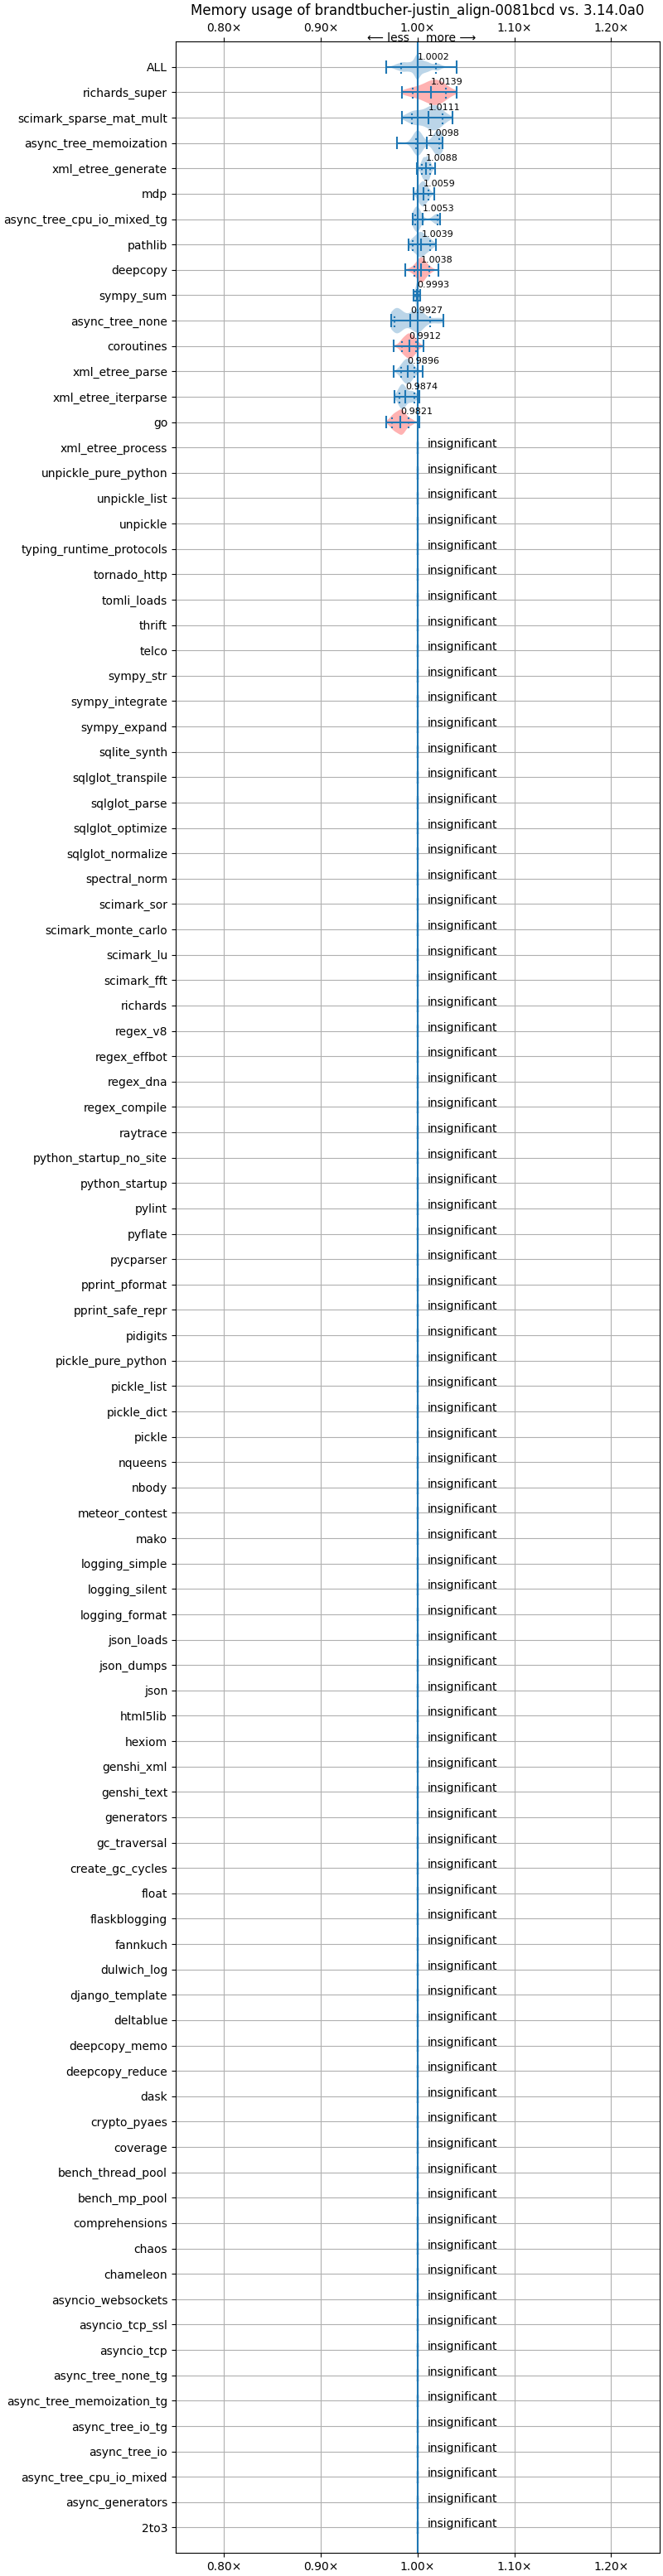 Memory usage of brandtbucher-justin_align-0081bcd vs. 3.14.0a0
0.80× 0.90× 1.00× 1.10× 1.20×
⟵ less more ⟶
ALL 1.0002
richards_super 1.0139
scimark_sparse_mat_mult 1.0111
async_tree_memoization 1.0098
xml_etree_generate 1.0088
mdp 1.0059
async_tree_cpu_io_mixed_tg 1.0053
pathlib 1.0039
deepcopy 1.0038
sympy_sum 0.9993
async_tree_none 0.9927
coroutines 0.9912
xml_etree_parse 0.9896
xml_etree_iterparse 0.9874
go 0.9821
xml_etree_process insignificant
unpickle_pure_python insignificant
unpickle_list insignificant
unpickle insignificant
typing_runtime_protocols insignificant
tornado_http insignificant
tomli_loads insignificant
thrift insignificant
telco insignificant
sympy_str insignificant
sympy_integrate insignificant
sympy_expand insignificant
sqlite_synth insignificant
sqlglot_transpile insignificant
sqlglot_parse insignificant
sqlglot_optimize insignificant
sqlglot_normalize insignificant
spectral_norm insignificant
scimark_sor insignificant
scimark_monte_carlo insignificant
scimark_lu insignificant
scimark_fft insignificant
richards insignificant
regex_v8 insignificant
regex_effbot insignificant
regex_dna insignificant
regex_compile insignificant
raytrace insignificant
python_startup_no_site insignificant
python_startup insignificant
pylint insignificant
pyflate insignificant
pycparser insignificant
pprint_pformat insignificant
pprint_safe_repr insignificant
pidigits insignificant
pickle_pure_python insignificant
pickle_list insignificant
pickle_dict insignificant
pickle insignificant
nqueens insignificant
nbody insignificant
meteor_contest insignificant
mako insignificant
logging_simple insignificant
logging_silent insignificant
logging_format insignificant
json_loads insignificant
json_dumps insignificant
json insignificant
html5lib insignificant
hexiom insignificant
genshi_xml insignificant
genshi_text insignificant
generators insignificant
gc_traversal insignificant
create_gc_cycles insignificant
float insignificant
flaskblogging insignificant
fannkuch insignificant
dulwich_log insignificant
django_template insignificant
deltablue insignificant
deepcopy_memo insignificant
deepcopy_reduce insignificant
dask insignificant
crypto_pyaes insignificant
coverage insignificant
bench_thread_pool insignificant
bench_mp_pool insignificant
comprehensions insignificant
chaos insignificant
chameleon insignificant
asyncio_websockets insignificant
asyncio_tcp_ssl insignificant
asyncio_tcp insignificant
async_tree_none_tg insignificant
async_tree_memoization_tg insignificant
async_tree_io_tg insignificant
async_tree_io insignificant
async_tree_cpu_io_mixed insignificant
async_generators insignificant
2to3 insignificant
0.80× 0.90× 1.00× 1.10× 1.20×